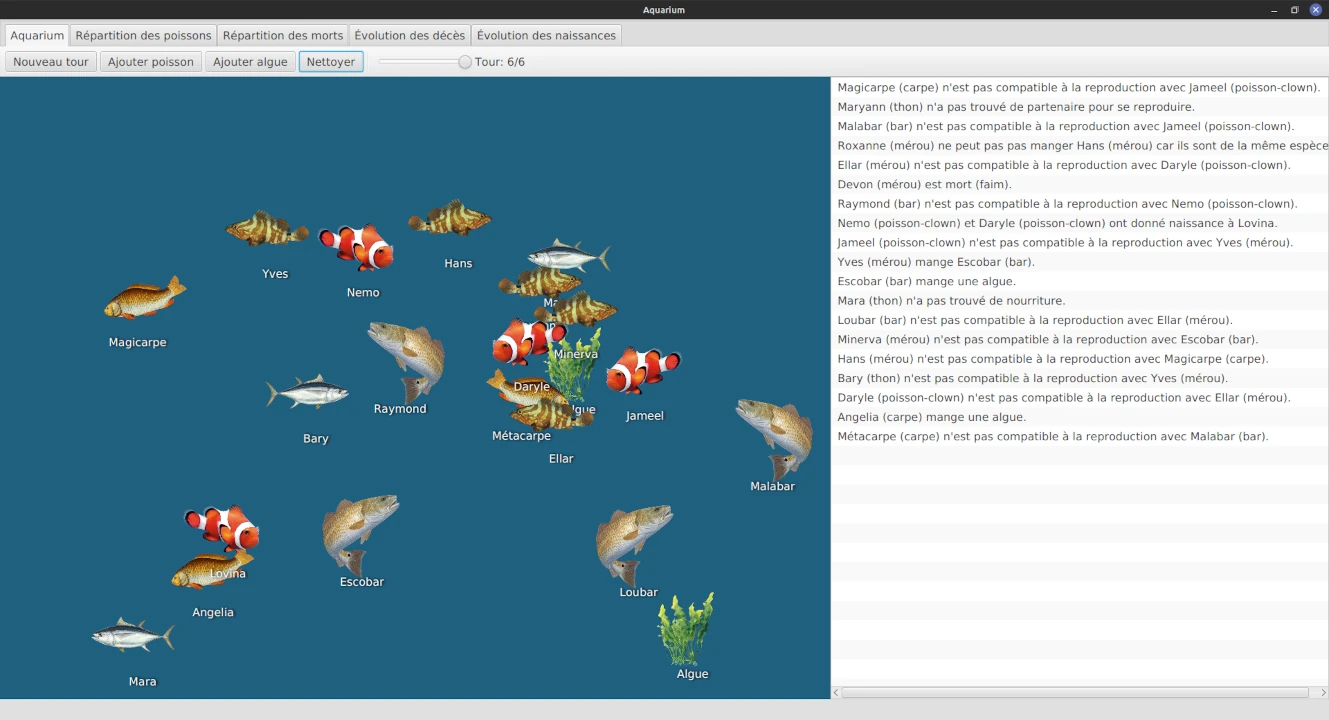 Aquarium
Aquarium Répartition des poissons Répartition des morts Évolution des décès Évolution des naissances
Nouveau tour Ajouter poisson Ajouter algue Nettoyer Tour: 6/6
Yves
Nemo
Hans
Magicarpe
Minerva
Raymond
Daryle
Jameel
Bary
Métacarpe
Ellar
Malabar
Lovina
Escobar
Loubar
Angelia
Mara
Algue
Magicarpe (carpe) n'est pas compatible à la reproduction avec Jameel (poisson-clown).
Maryann (thon) n'a pas trouvé de partenaire pour se reproduire.
Malabar (bar) n'est pas compatible à la reproduction avec Jameel (poisson-clown).
Roxanne (mérou) ne peut pas pas manger Hans (mérou) car ils sont de la même espèce
Ellar (mérou) n'est pas compatible à la reproduction avec Daryle (poisson-clown).
Devon (mérou) est mort (faim).
Raymond (bar) n'est pas compatible à la reproduction avec Nemo (poisson-clown).
Nemo (poisson-clown) et Daryle (poisson-clown) ont donné naissance à Lovina.
Jameel (poisson-clown) n'est pas compatible à la reproduction avec Yves (mérou).
Yves (mérou) mange Escobar (bar).
Escobar (bar) mange une algue.
Mara (thon) n'a pas trouvé de nourriture.
Loubar (bar) n'est pas compatible à la reproduction avec Ellar (mérou).
Minerva (mérou) n'est pas compatible à la reproduction avec Escobar (bar).
Hans (mérou) n'est pas compatible à la reproduction avec Magicarpe (carpe).
Bary (thon) n'est pas compatible à la reproduction avec Yves (mérou).
Daryle (poisson-clown) n'est pas compatible à la reproduction avec Ellar (mérou).
Angelia (carpe) mange une algue.
Métacarpe (carpe) n'est pas compatible à la reproduction avec Malabar (bar).